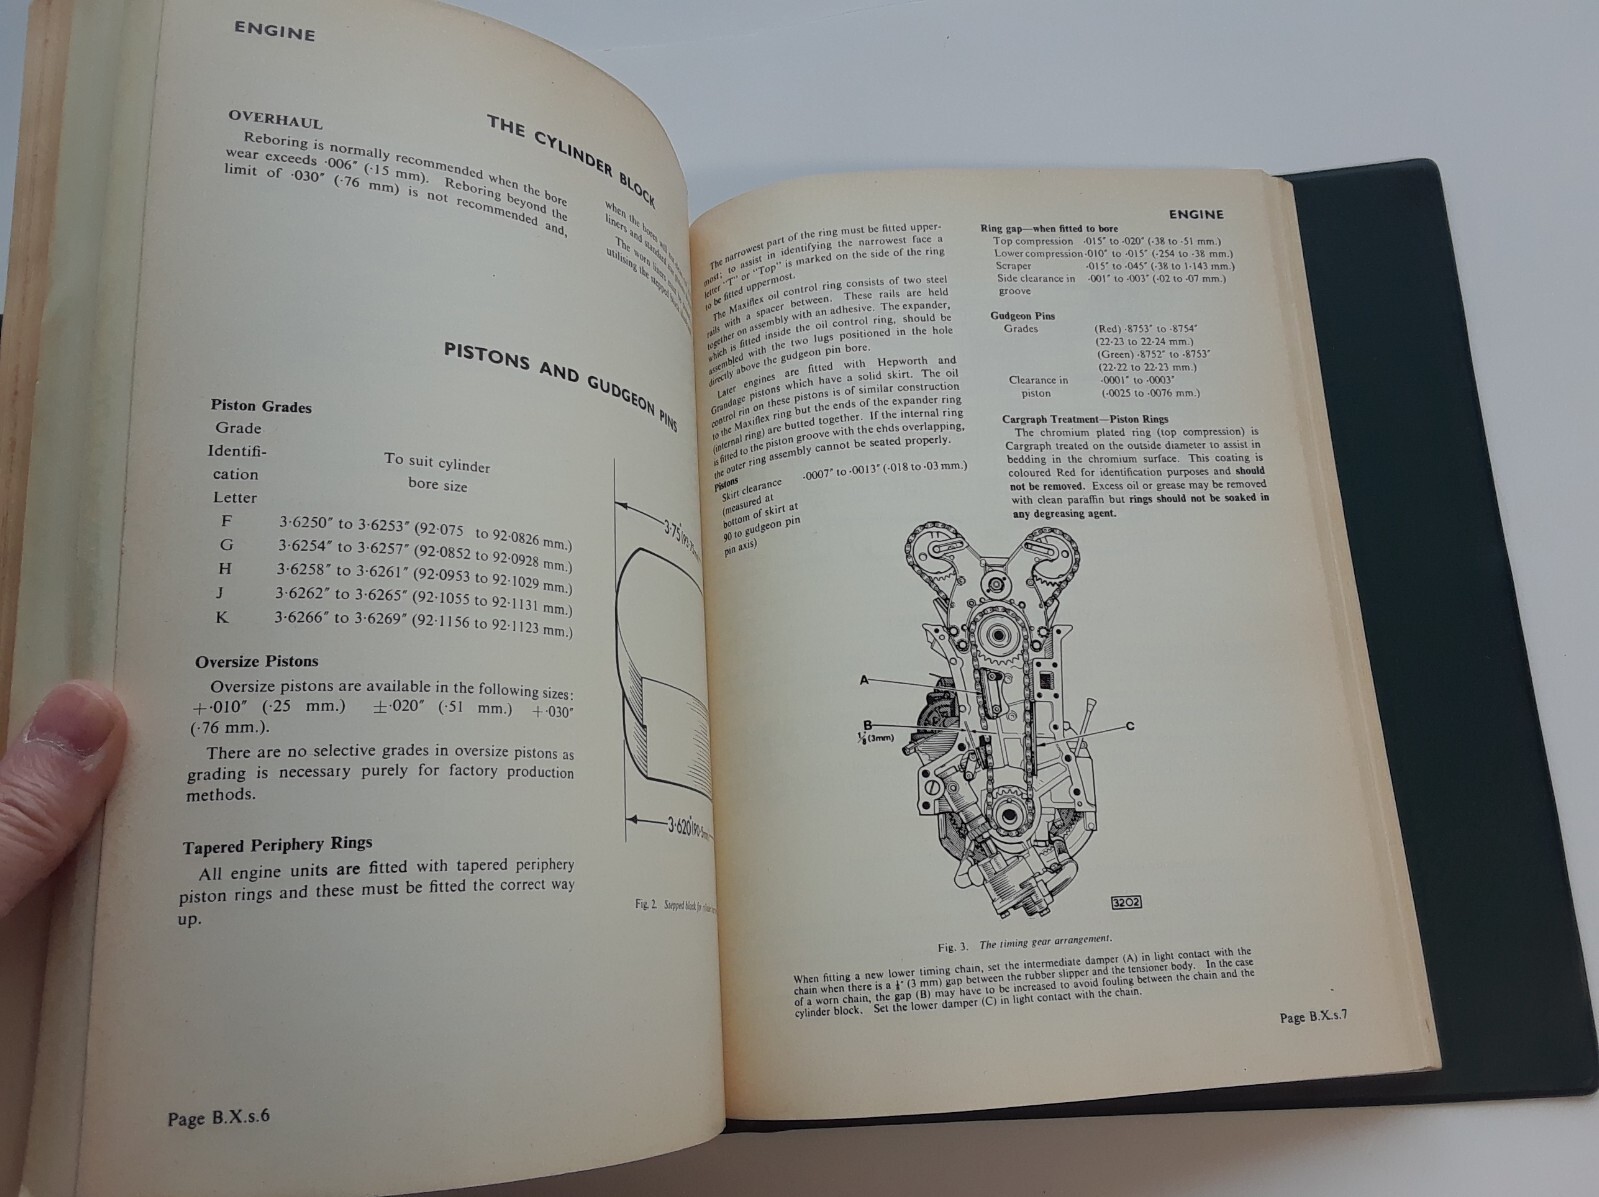 ENGINE
THE CYLINDER BLOCK
OVERHAUL
Reboring is normally recommended when the bore
wear exceeds ·006″ (·15 mm). Reboring beyond the
limit of ·030″ (·76 mm) is not recommended and,
when the bores will
liners and standard
The worn liners must
utilising the stepped
PISTONS AND GUDGEON PINS
Piston Grades
Grade
Identifi-
cation
Letter
To suit cylinder
bore size
F 3·6250″ to 3·6253″ (92·075 to 92·0826 mm.)
G 3·6254″ to 3·6257″ (92·0852 to 92·0928 mm.)
H 3·6258″ to 3·6261″ (92·0953 to 92·1029 mm.)
J 3·6262″ to 3·6265″ (92·1055 to 92·1131 mm.)
K 3·6266″ to 3·6269″ (92·1156 to 92·1123 mm.)
Oversize Pistons
Oversize pistons are available in the following sizes:
+·010″ (·25 mm.) ±·020″ (·51 mm.) +·030″
(·76 mm.).
There are no selective grades in oversize pistons as
grading is necessary purely for factory production
methods.
Tapered Periphery Rings
All engine units are fitted with tapered periphery
piston rings and these must be fitted the correct way
up.
3·75″
3·620″
Fig. 2. Stepped block for
Page B.X.s.6
ENGINE
The narrowest part of the ring must be fitted upper-
most; to assist in identifying the narrowest face a
letter "T" or "Top" is marked on the side of the ring
to be fitted uppermost.
The Maxiflex oil control ring consists of two steel
rails with a spacer between. These rails are held
together on assembly with an adhesive. The expander,
which is fitted inside the oil control ring, should be
assembled with the two lugs positioned in the hole
directly above the gudgeon pin bore.
Later engines are fitted with Hepworth and
Grandage pistons which have a solid skirt. The oil
control rin on these pistons is of similar construction
to the Maxiflex ring but the ends of the expander ring
(internal ring) are butted together. If the internal ring
is fitted to the piston groove with the ehds overlapping,
the outer ring assembly cannot be seated properly.
Pistons
Skirt clearance ·0007″ to ·0013″ (·018 to ·03 mm.)
(measured at
bottom of skirt at
90 to gudgeon pin
pin axis)
Ring gap—when fitted to bore
Top compression ·015″ to ·020″ (·38 to ·51 mm.)
Lower compression ·010″ to ·015″ (·254 to ·38 mm.)
Scraper ·015″ to ·045″ (·38 to 1·143 mm.)
Side clearance in ·001″ to ·003″ (·02 to ·07 mm.)
groove
Gudgeon Pins
Grades (Red) ·8753″ to ·8754″
(22·23 to 22·24 mm.)
(Green) ·8752″ to ·8753″
(22·22 to 22·23 mm.)
Clearance in ·0001″ to ·0003″
piston (·0025 to ·0076 mm.)
Cargraph Treatment—Piston Rings
The chromium plated ring (top compression) is
Cargraph treated on the outside diameter to assist in
bedding in the chromium surface. This coating is
coloured Red for identification purposes and should
not be removed. Excess oil or grease may be removed
with clean paraffin but rings should not be soaked in
any degreasing agent.
A
B
⅛″(3mm)
C
3202
Fig. 3. The timing gear arrangement.
When fitting a new lower timing chain, set the intermediate damper (A) in light contact with the
chain when there is a ⅛″ (3 mm) gap between the rubber slipper and the tensioner body. In the case
of a worn chain, the gap (B) may have to be increased to avoid fouling between the chain and the
cylinder block. Set the lower damper (C) in light contact with the chain.
Page B.X.s.7